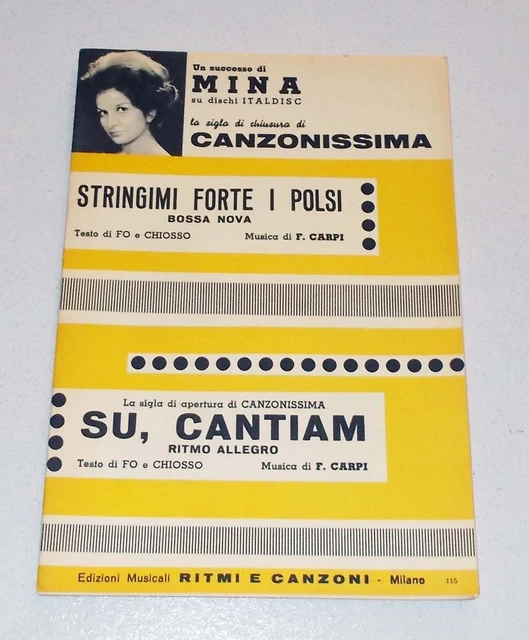 Un successo di
MINA
su dischi ITALDISC
la sigla di chiusura di
CANZONISSIMA
STRINGIMI FORTE I POLSI
BOSSA NOVA
Testo di FO e CHIOSSO Musica di F. CARPI
La sigla di apertura di CANZONISSIMA
SU, CANTIAM
RITMO ALLEGRO
Testo di FO e CHIOSSO Musica di F. CARPI
Edizioni Musicali RITMI E CANZONI - Milano 115